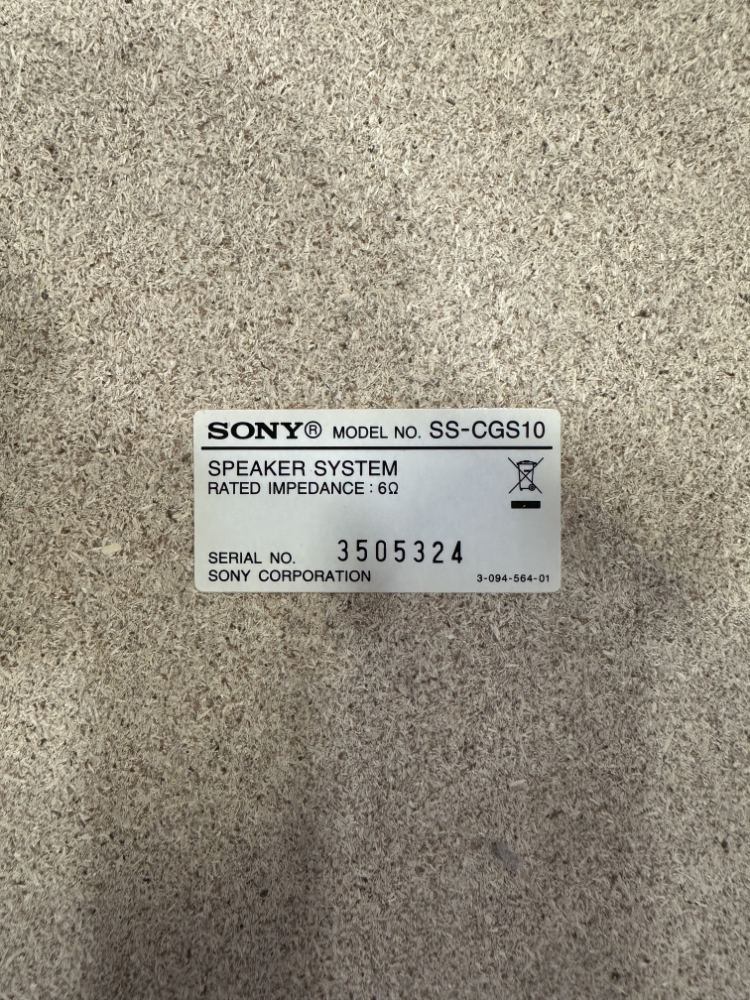 SONY® MODEL NO. SS-CGS10
SPEAKER SYSTEM
RATED IMPEDANCE : 6Ω
SERIAL NO. 3505324
SONY CORPORATION 3-094-564-01